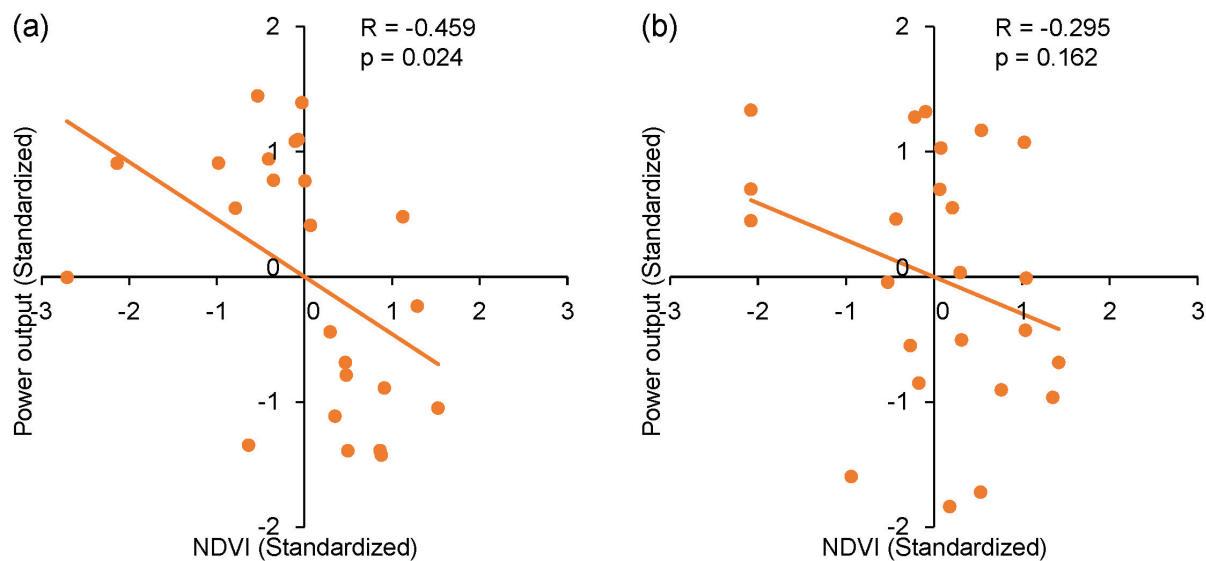 (a)
R = -0.459
p = 0.024
Power output (Standardized)
2
1
0
-1
-2
-3 -2 -1 0 1 2 3
NDVI (Standardized)
(b)
R = -0.295
p = 0.162
Power output (Standardized)
2
1
0
-1
-2
-3 -2 -1 0 1 2 3
NDVI (Standardized)